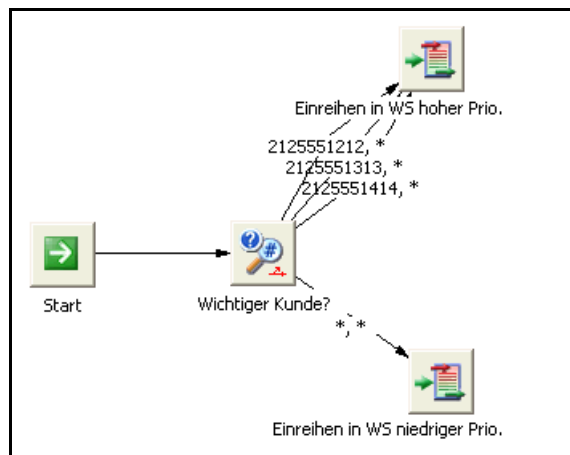 Einreihen in WS hoher Prio.
2125551212, *
2125551313, *
2125551414, *
Start
Wichtiger Kunde?
*, *
Einreihen in WS niedriger Prio.